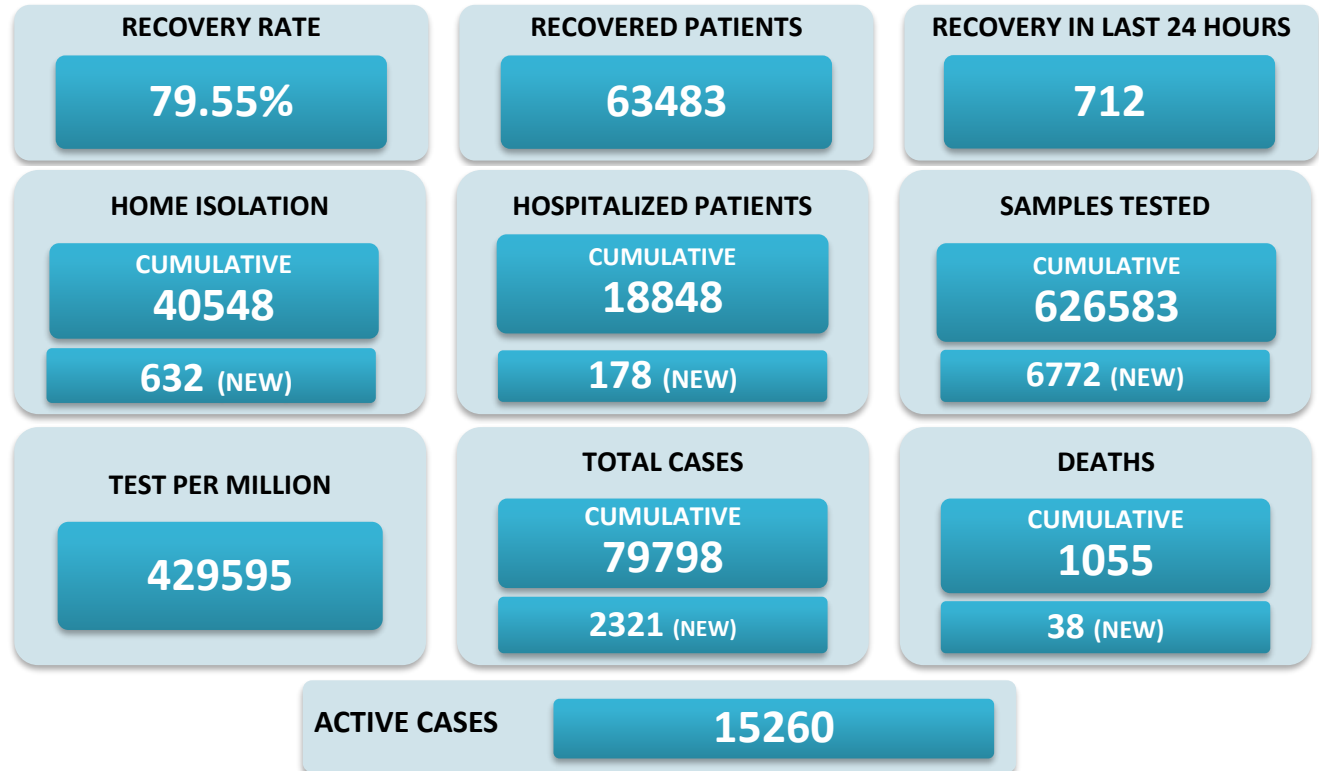 RECOVERY RATE
79.55%
RECOVERED PATIENTS
63483
RECOVERY IN LAST 24 HOURS
712
HOME ISOLATION
CUMULATIVE
40548
632 (NEW)
HOSPITALIZED PATIENTS
CUMULATIVE
18848
178 (NEW)
SAMPLES TESTED
CUMULATIVE
626583
6772 (NEW)
TEST PER MILLION
429595
TOTAL CASES
CUMULATIVE
79798
2321 (NEW)
DEATHS
CUMULATIVE
1055
38 (NEW)
ACTIVE CASES
15260